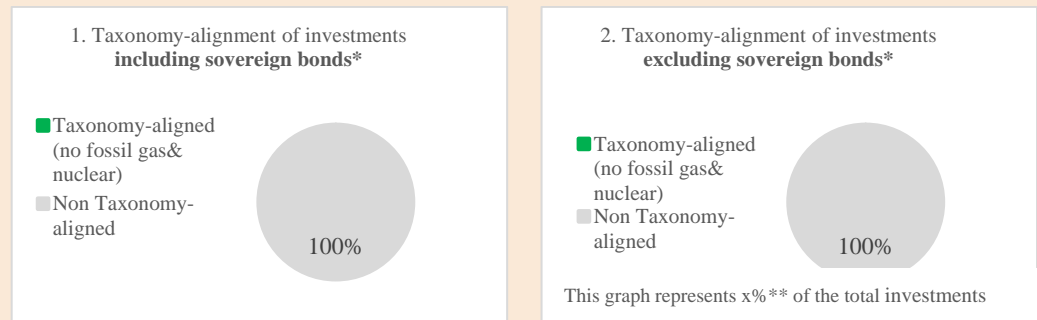 1. Taxonomy-alignment of investments
including sovereign bonds*
Taxonomy-aligned
(no fossil gas&
nuclear)
Non Taxonomy-
aligned
100%
2. Taxonomy-alignment of investments
excluding sovereign bonds*
Taxonomy-aligned
(no fossil gas&
nuclear)
Non Taxonomy-
aligned
100%
This graph represents x%** of the total investments